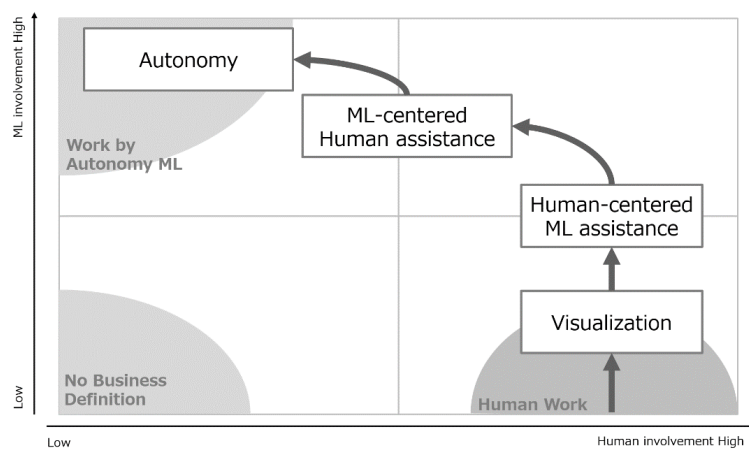 ML involvement High
Autonomy
ML-centered
Human assistance
Work by
Autonomy ML
Human-centered
ML assistance
Visualization
No Business
Definition
Human Work
Low
Low
Human involvement High